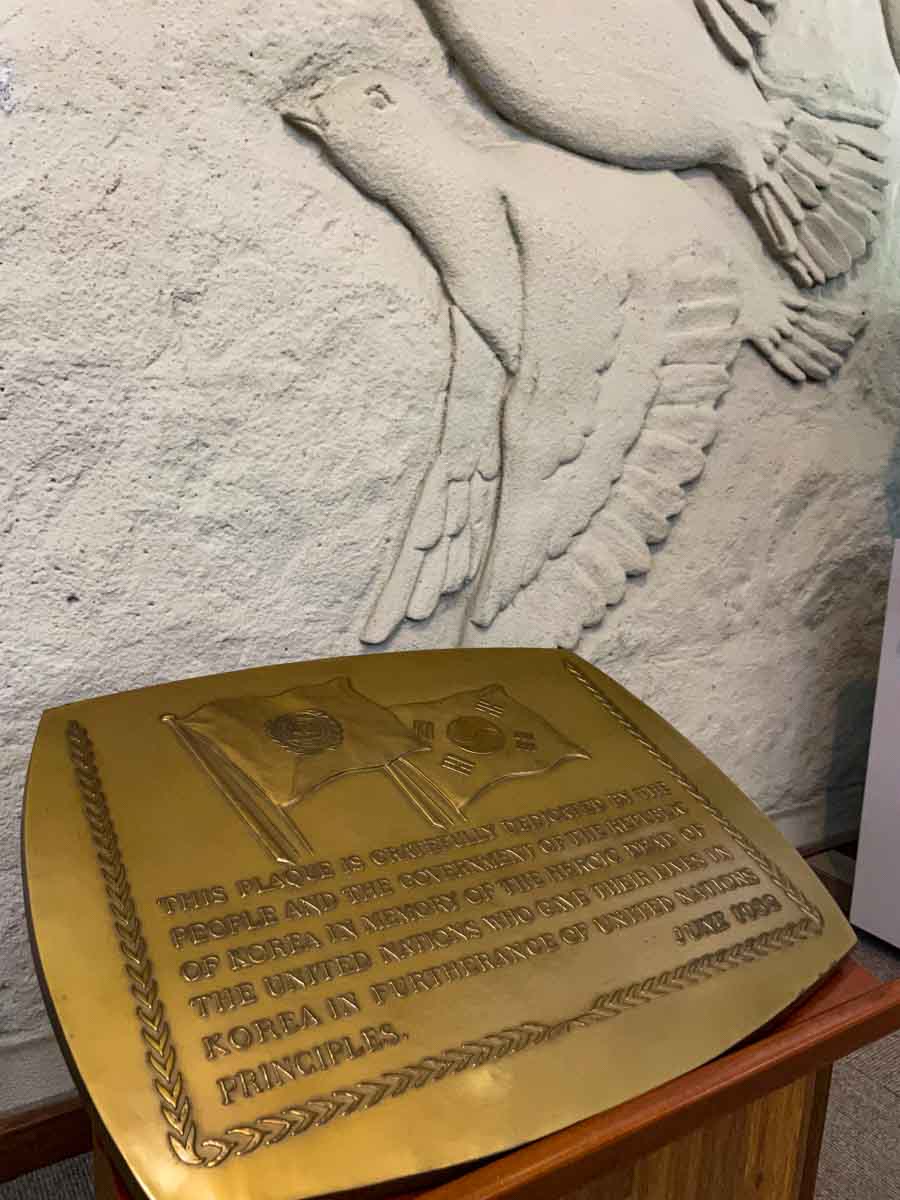 THIS PLAQUE IS GRATEFULLY DEDICATED BY THE
PEOPLE AND THE GOVERNMENT OF THE REPUBLIC
OF KOREA IN MEMORY OF THE HEROIC DEAD OF
THE UNITED NATIONS WHO GAVE THEIR LIVES IN
KOREA IN FURTHERANCE OF UNITED NATIONS
PRINCIPLES.
JUNE